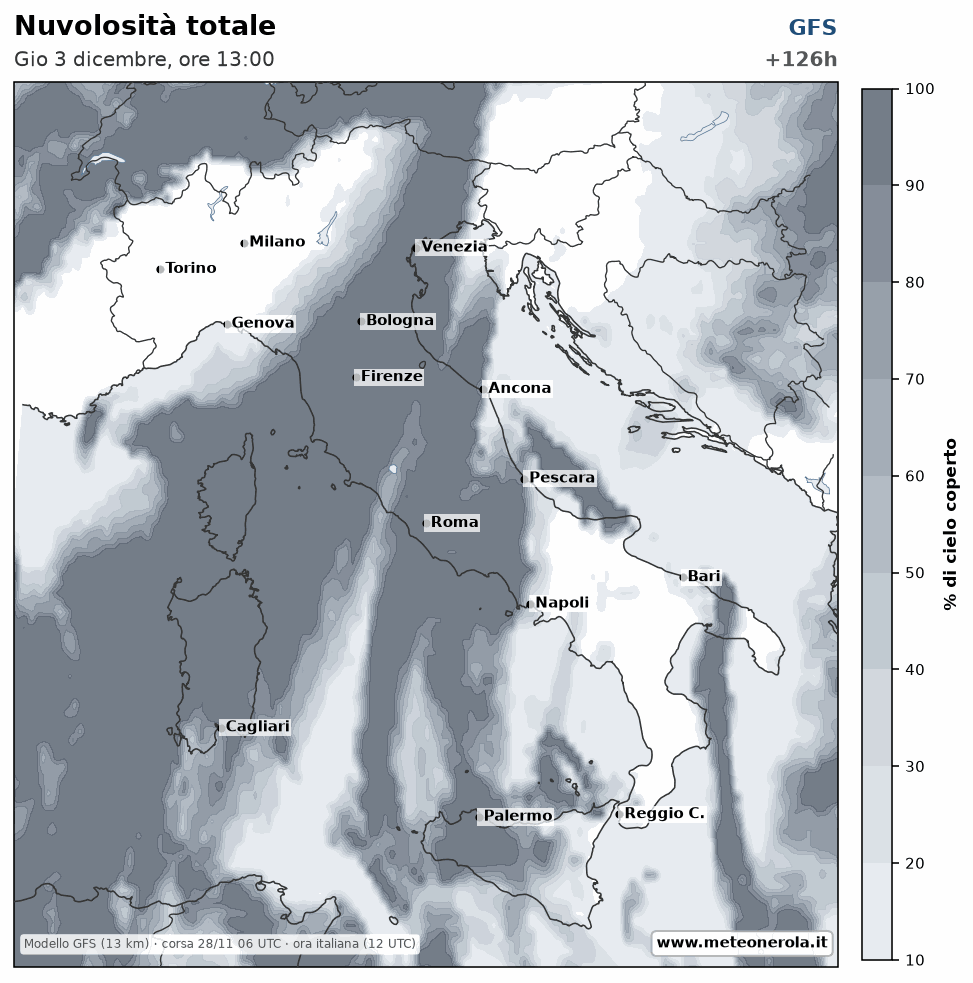 Nuvolosità totale
GFS
Gio 3 dicembre, ore 13:00
+126h
Milano
Venezia
Torino
Genova
Bologna
Firenze
Ancona
Pescara
Roma
Bari
Napoli
Cagliari
Palermo
Reggio C.
100
90
80
70
60
50
40
30
20
10
% di cielo coperto
Modello GFS (13 km) · corsa 28/11 06 UTC · ora italiana (12 UTC)
www.meteonerola.it